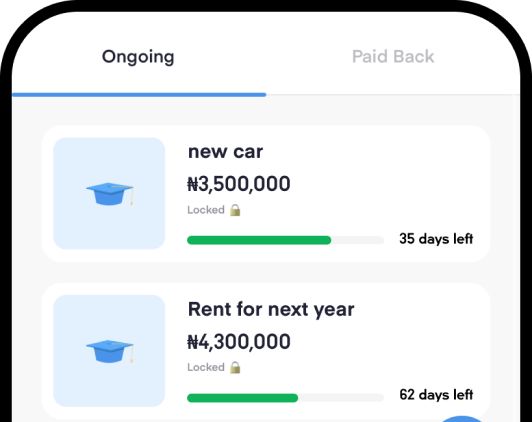 Ongoing
Paid Back
new car
₦3,500,000
Locked 🔒
35 days left
Rent for next year
₦4,300,000
Locked 🔒
62 days left